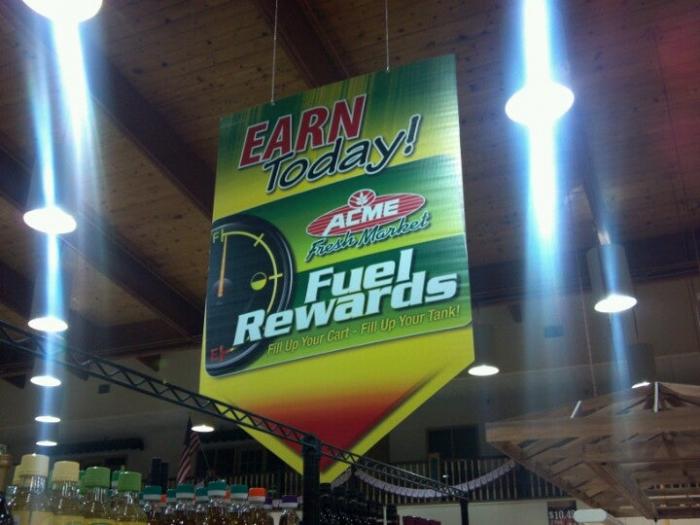 EARN
Today!
ACME
Fresh Market
F
Fuel
Rewards
E
Fill Up Your Cart - Fill Up Your Tank!